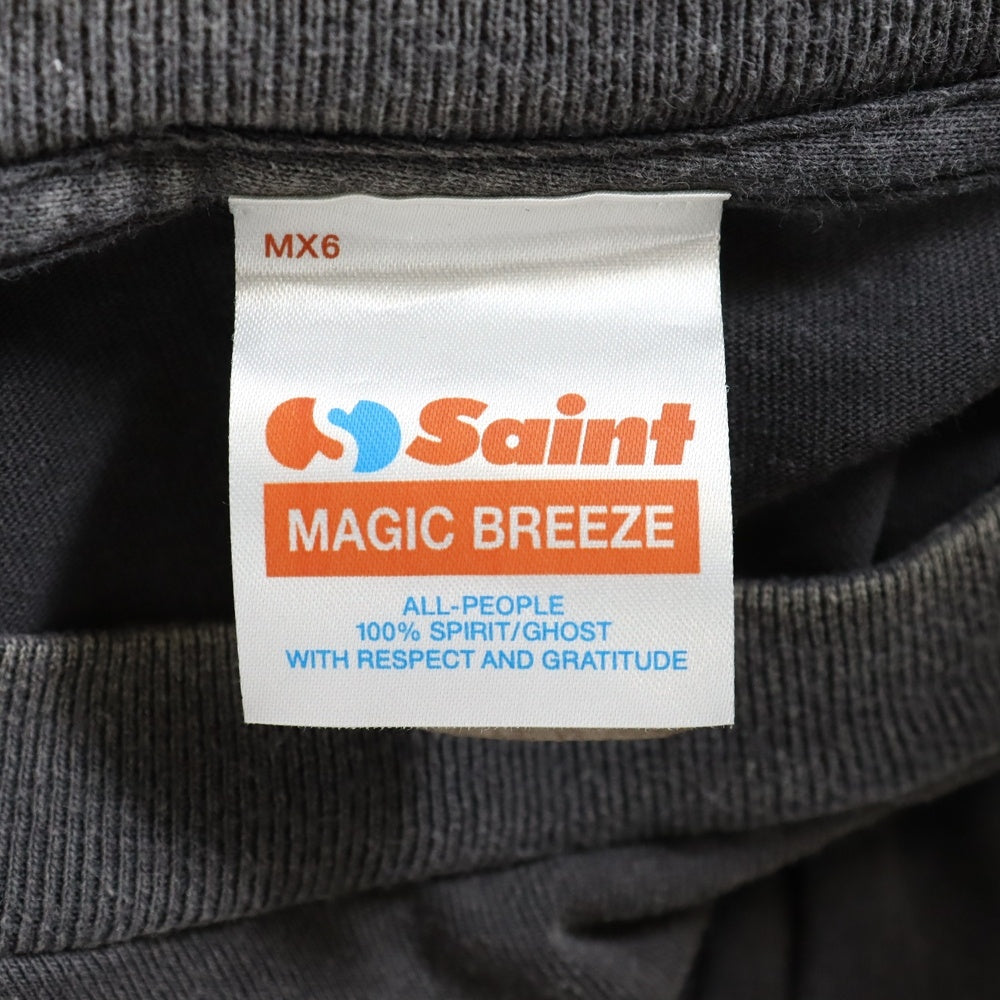 MX6
Saint
MAGIC BREEZE
ALL-PEOPLE
100% SPIRIT/GHOST
WITH RESPECT AND GRATITUDE